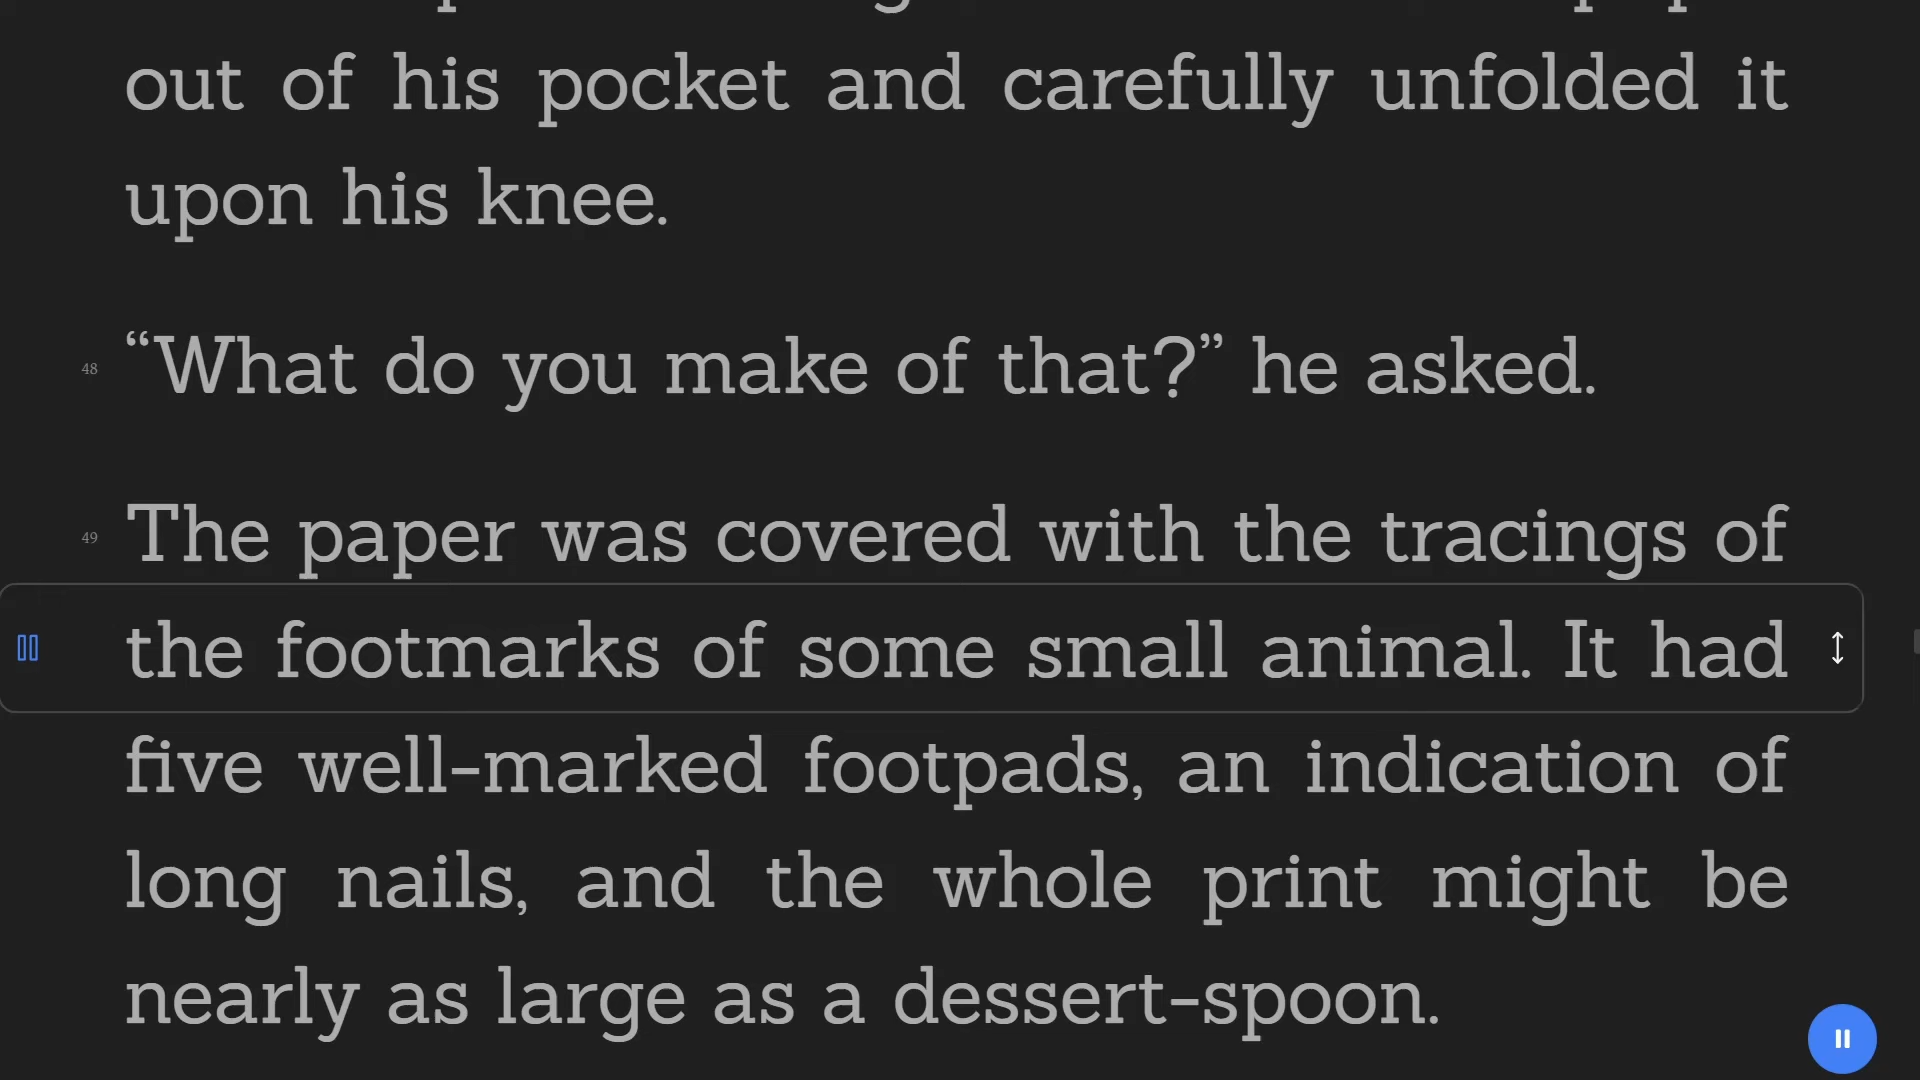 out of his pocket and carefully unfolded it
upon his knee.
48 “What do you make of that?” he asked.
49 The paper was covered with the tracings of
the footmarks of some small animal. It had
five well-marked footpads, an indication of
long nails, and the whole print might be
nearly as large as a dessert-spoon.